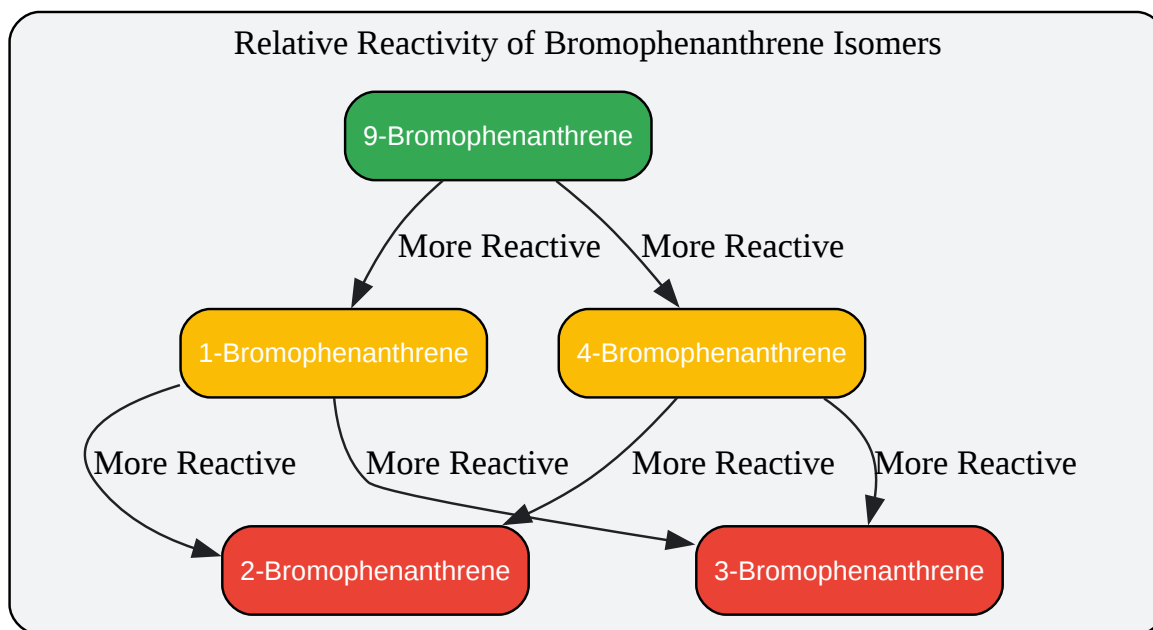 Relative Reactivity of Bromophenanthrene Isomers
9-Bromophenanthrene
More Reactive
More Reactive
1-Bromophenanthrene
4-Bromophenanthrene
More Reactive
More Reactive
More Reactive
More Reactive
2-Bromophenanthrene
3-Bromophenanthrene